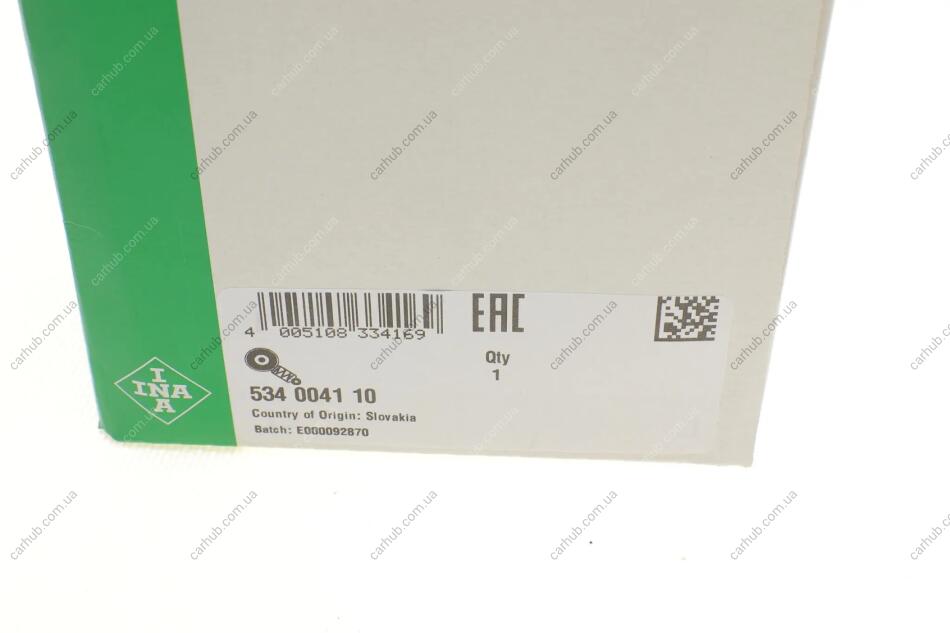 4 005108 334169
EAC
Qty
1
534 0041 10
Country of Origin: Slovakia
Batch: E000092870
INA
carhub.com.ua